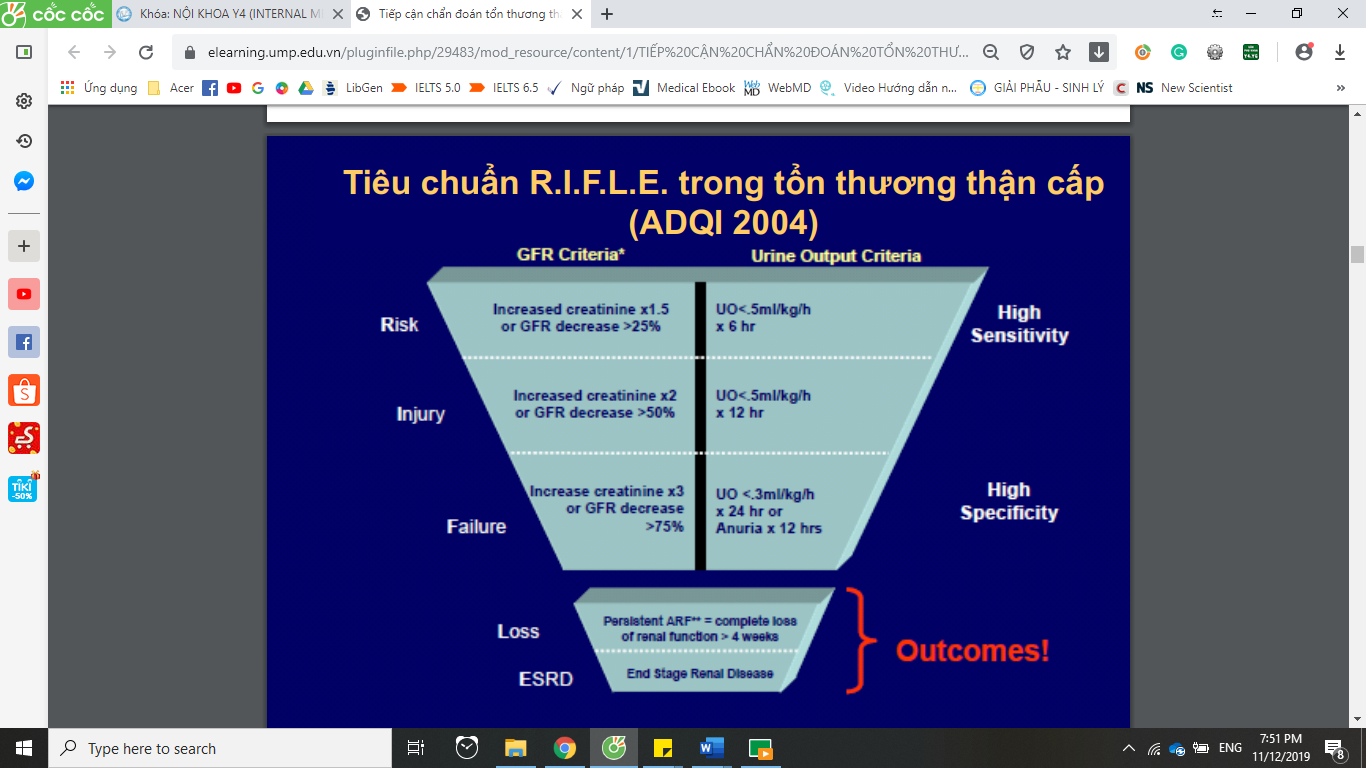 cốc cốc
Khóa: NỘI KHOA Y4 (INTERNAL M
Tiếp cận chẩn đoán tổn thương th
elearning.ump.edu.vn/pluginfile.php/29483/mod_resource/content/1/TIẾP%20CẬN%20CHẨN%20ĐOÁN%20TỔN%20THƯ...
Ứng dụng
Acer
LibGen
IELTS 5.0
IELTS 6.5
Ngữ pháp
Medical Ebook
WebMD
Video Hướng dẫn n...
GIẢI PHẪU - SINH LÝ
New Scientist
Tiêu chuẩn R.I.F.L.E. trong tổn thương thận cấp
(ADQI 2004)
GFR Criteria*
Urine Output Criteria
Risk
Increased creatinine x1.5
or GFR decrease >25%
UO<.5ml/kg/h
x 6 hr
High
Sensitivity
Injury
Increased creatinine x2
or GFR decrease >50%
UO<.5ml/kg/h
x 12 hr
Failure
Increase creatinine x3
or GFR decrease
>75%
UO <.3ml/kg/h
x 24 hr or
Anuria x 12 hrs
High
Specificity
Loss
Persistent ARF** = complete loss
of renal function > 4 weeks
ESRD
End Stage Renal Disease
Outcomes!
TIKI
-50%
Type here to search
ENG
7:51 PM
11/12/2019
8